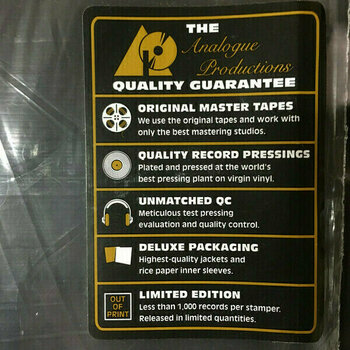 THE
Analogue
Productions
QUALITY GUARANTEE
ORIGINAL MASTER TAPES
We use the original tapes and work with
only the best mastering studios.
QUALITY RECORD PRESSINGS
Plated and pressed at the world's
best pressing plant on virgin vinyl.
UNMATCHED QC
Meticulous test pressing
evaluation and quality control.
DELUXE PACKAGING
Highest-quality jackets and
rice paper inner sleeves.
OUT
OF
PRINT
LIMITED EDITION
Less than 1,000 records per stamper.
Released in limited quantities.